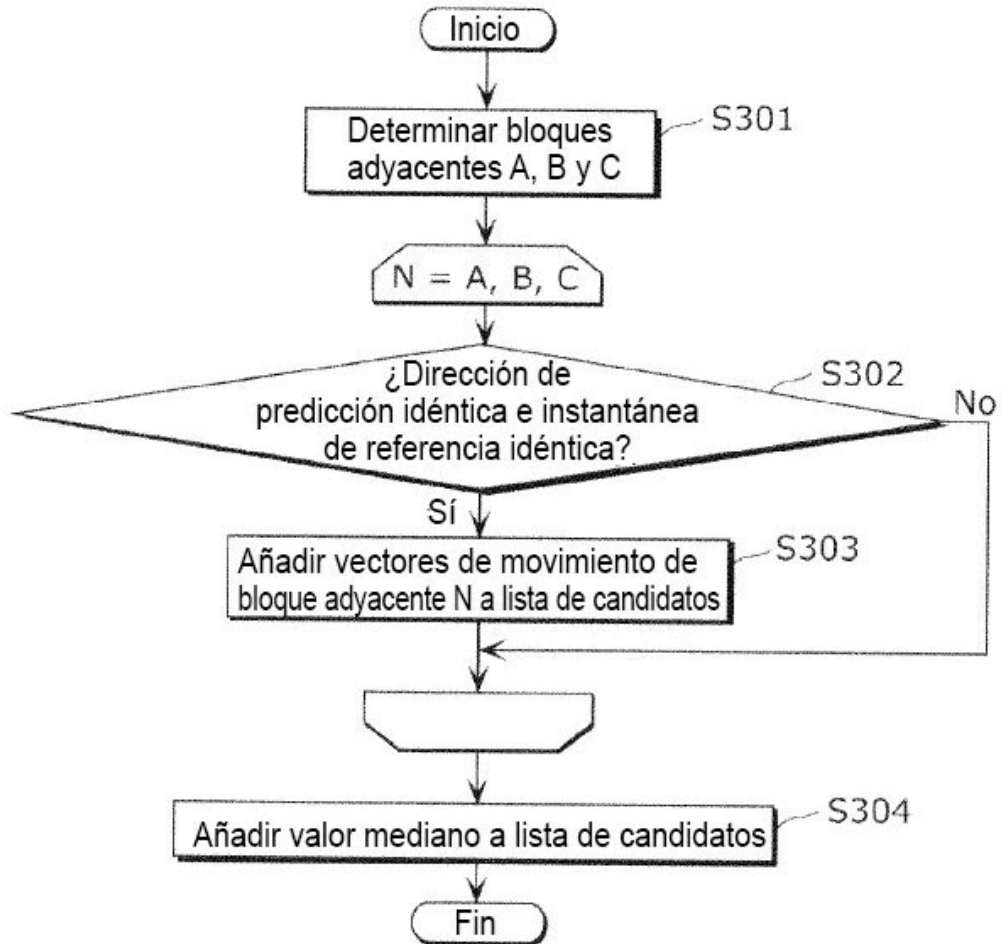 Inicio
Determinar bloques
adyacentes A, B y C
S301
N = A, B, C
¿Dirección de
predicción idéntica e instantánea
de referencia idéntica?
S302
No
Sí
Añadir vectores de movimiento de
bloque adyacente N a lista de candidatos
S303
Añadir valor mediano a lista de candidatos
S304
Fin